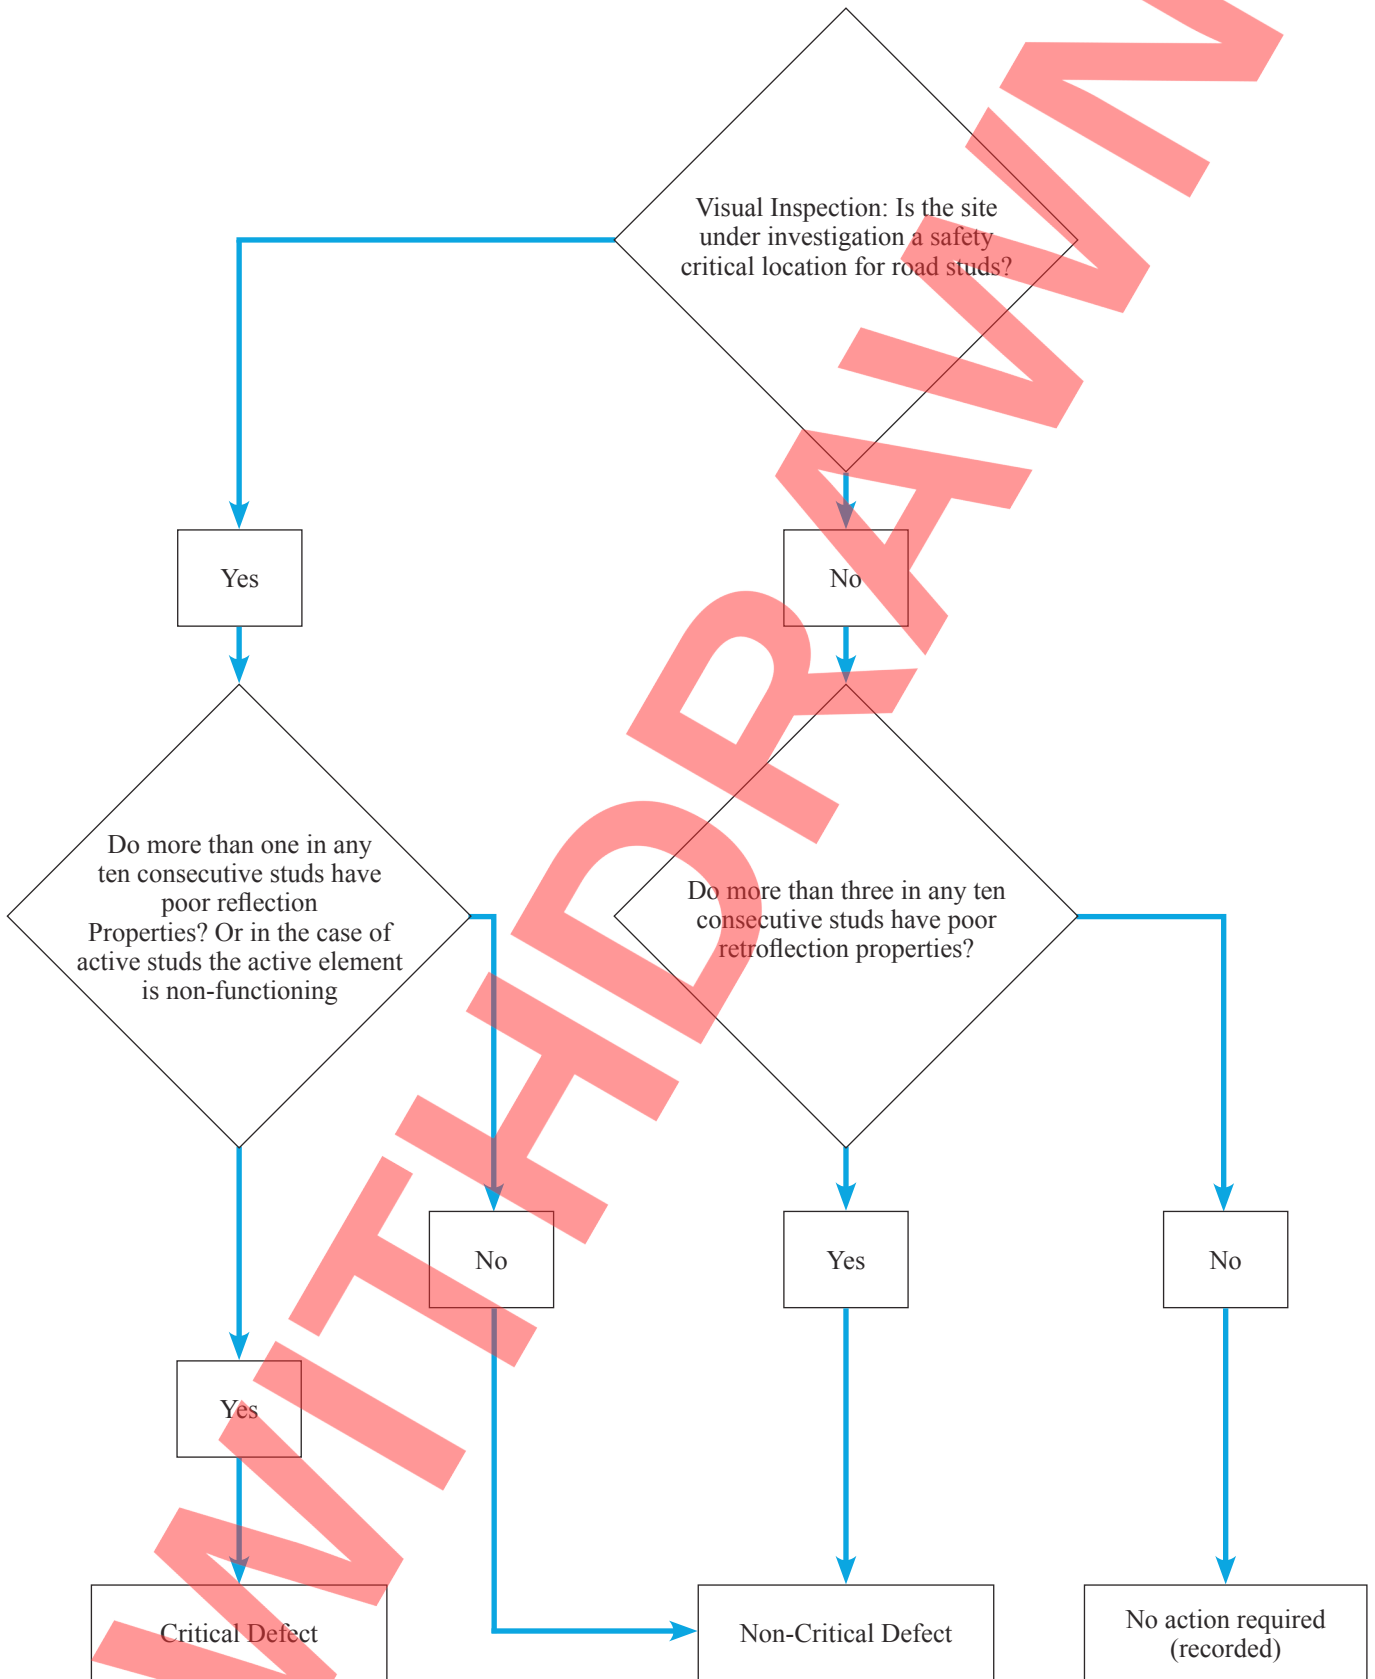 Visual Inspection: Is the site
under investigation a safety
critical location for road studs?
Yes
No
Do more than one in any
ten consecutive studs have
poor reflection
Properties? Or in the case of
active studs the active element
is non-functioning
Do more than three in any ten
consecutive studs have poor
retroflection properties?
No
Yes
No
Yes
Critical Defect
Non-Critical Defect
No action required
(recorded)
WITHDRAWN